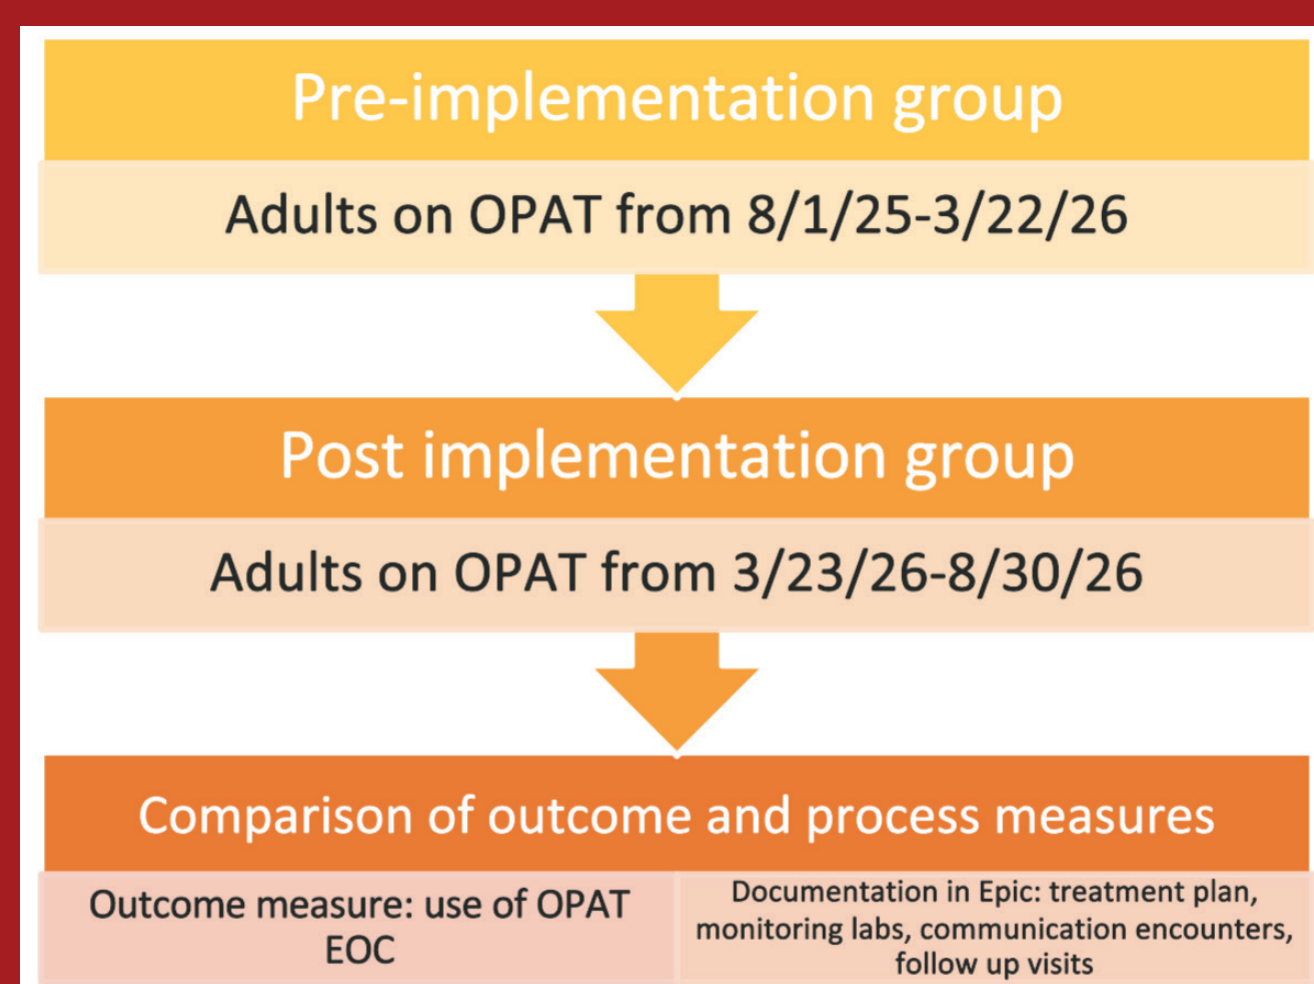 Pre-implementation group
Adults on OPAT from 8/1/25-3/22/26
Post implementation group
Adults on OPAT from 3/23/26-8/30/26
Comparison of outcome and process measures
Outcome measure: use of OPAT
EOC
Documentation in Epic: treatment plan,
monitoring labs, communication encounters,
follow up visits